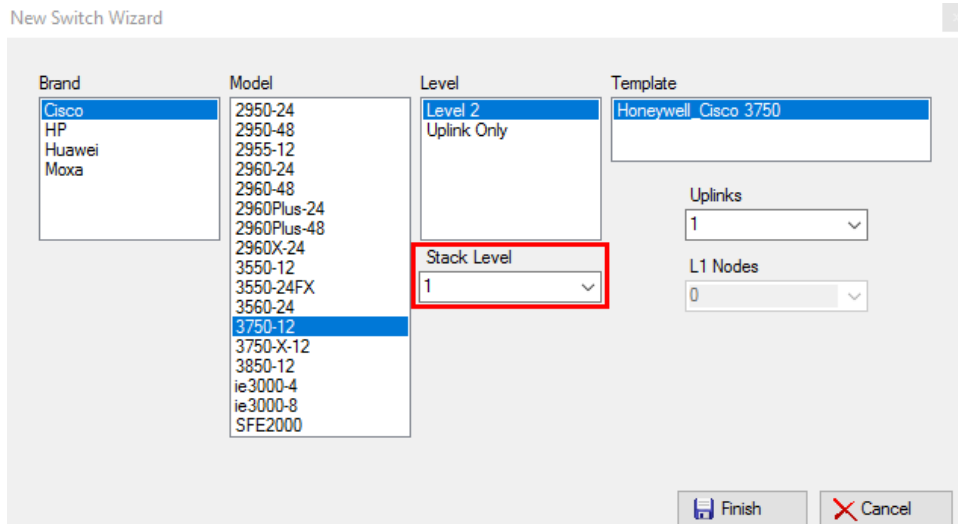 New Switch Wizard
Brand
Cisco
HP
Huawei
Moxa
Model
2950-24
2950-48
2955-12
2960-24
2960-48
2960Plus-24
2960Plus-48
2960X-24
3550-12
3550-24FX
3560-24
3750-12
3750-X-12
3850-12
ie3000-4
ie3000-8
SFE2000
Level
Level 2
Uplink Only
Stack Level
1
Template
Honeywell_Cisco 3750
Uplinks
1
L1 Nodes
0
Finish
Cancel